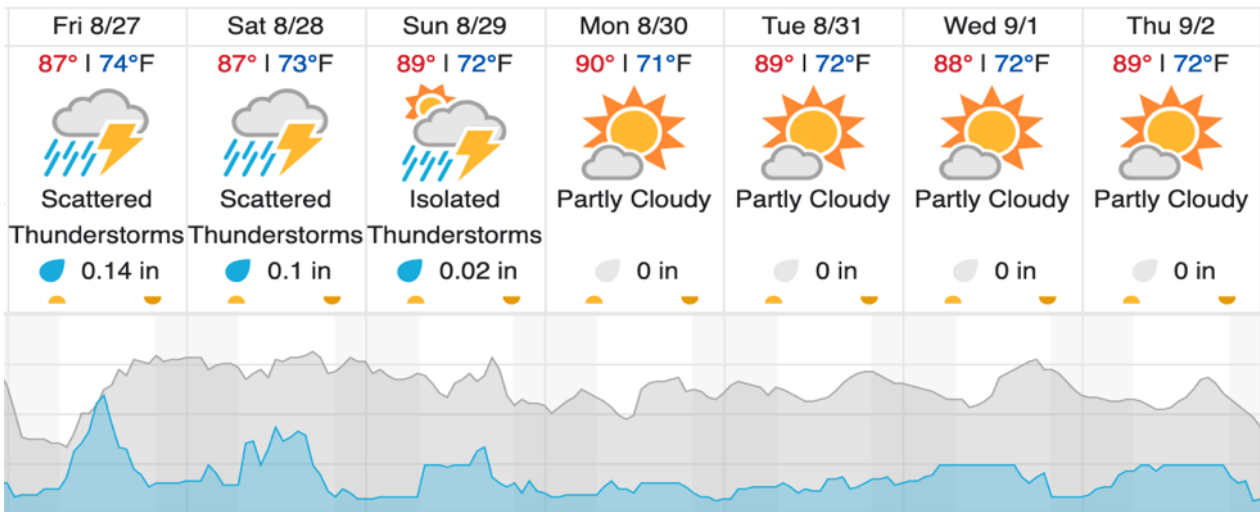 Fri 8/27 Sat 8/28 Sun 8/29 Mon 8/30 Tue 8/31 Wed 9/1 Thu 9/2
87° | 74°F 87° | 73°F 89° | 72°F 90° | 71°F 89° | 72°F 88° | 72°F 89° | 72°F
Scattered Scattered Isolated Partly Cloudy Partly Cloudy Partly Cloudy Partly Cloudy
Thunderstorms Thunderstorms Thunderstorms
0.14 in 0.1 in 0.02 in 0 in 0 in 0 in 0 in